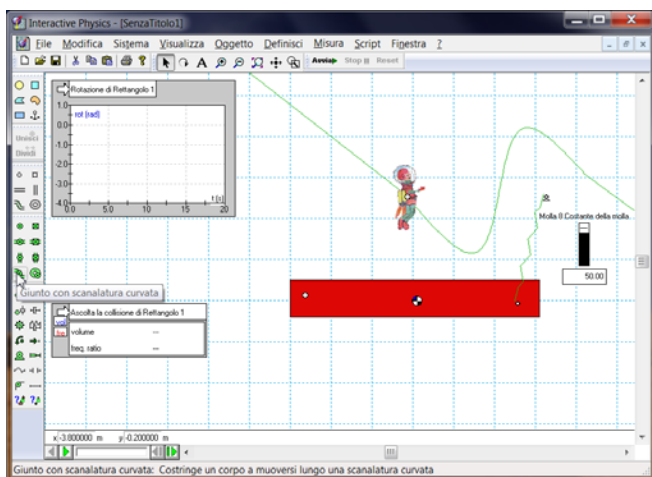 Interactive Physics - [SenzaTitolo1]
File Modifica Sistema Visualizza Oggetto Definisci Misura Script Finestra ?
A Avvia Stop Reset
Rotazione di Rettangolo 1
rot (rad)
1.0
0.0
-1.0
-2.0
-3.0
-4.0
t [s]
0.0 5.0 10 15 20
Unisci
Dividi
Molla 8.Costante della molla
50.00
Giunto con scanalatura curvata
Ascolta la collisione di Rettangolo 1
volume --
freq. ratio --
x -3.800000 m y -0.200000 m
Giunto con scanalatura curvata: Costringe un corpo a muoversi lungo una scanalatura curvata